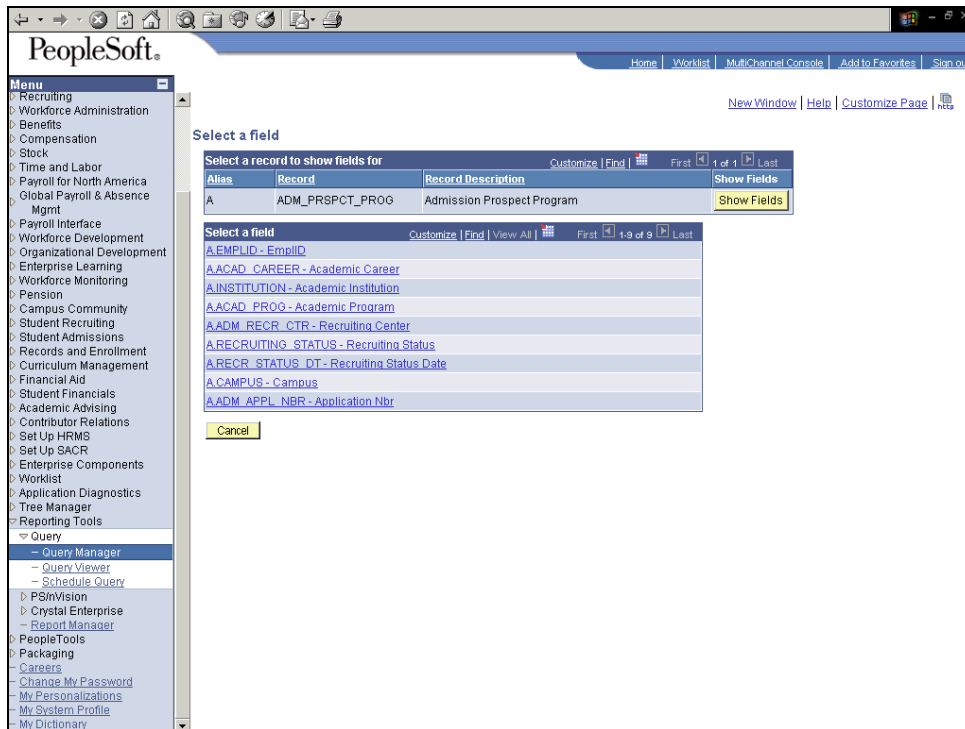 PeopleSoft®
Home | Worklist | MultiChannel Console | Add to Favorites | Sign ou
Menu
Recruiting
Workforce Administration
Benefits
Compensation
Stock
Time and Labor
Payroll for North America
Global Payroll & Absence
Mgmt
Payroll Interface
Workforce Development
Organizational Development
Enterprise Learning
Workforce Monitoring
Pension
Campus Community
Student Recruiting
Student Admissions
Records and Enrollment
Curriculum Management
Financial Aid
Student Financials
Academic Advising
Contributor Relations
Set Up HRMS
Set Up SACR
Enterprise Components
Worklist
Application Diagnostics
Tree Manager
Reporting Tools
Query
– Query Manager
– Query Viewer
– Schedule Query
PS/nVision
Crystal Enterprise
– Report Manager
PeopleTools
Packaging
– Careers
– Change My Password
– My Personalizations
– My System Profile
– My Dictionary
New Window | Help | Customize Page | http
Select a field
Select a record to show fields for Customize | Find | First 1 of 1 Last
Alias Record Record Description Show Fields
A ADM_PRSPCT_PROG Admission Prospect Program Show Fields
Select a field Customize | Find | View All | First 1-9 of 9 Last
A.EMPLID - EmplID
A.ACAD_CAREER - Academic Career
A.INSTITUTION - Academic Institution
A.ACAD_PROG - Academic Program
A.ADM_RECR_CTR - Recruiting Center
A.RECRUITING_STATUS - Recruiting Status
A.RECR_STATUS_DT - Recruiting Status Date
A.CAMPUS - Campus
A.ADM_APPL_NBR - Application Nbr
Cancel